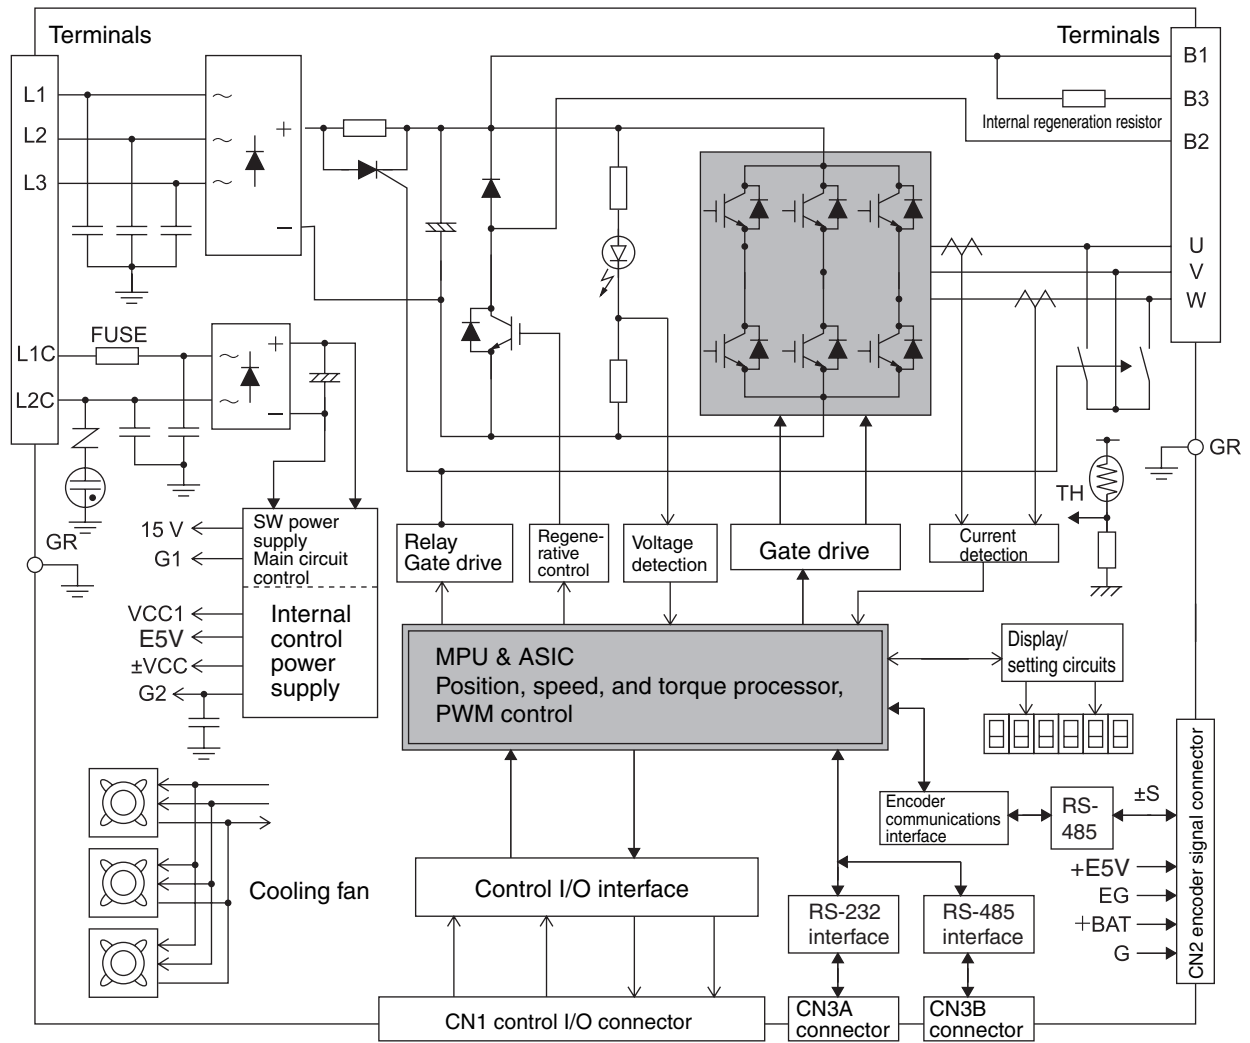 Terminals
Terminals
L1
L2
L3
L1C
L2C
FUSE
+
−
+
−
B1
B3
B2
Internal regeneration resistor
U
V
W
GR
TH
GR
15 V
G1
VCC1
E5V
±VCC
G2
SW power
supply
Main circuit
control
Internal
control
power
supply
Relay
Gate drive
Regene-
rative
control
Voltage
detection
Gate drive
Current
detection
MPU & ASIC
Position, speed, and torque processor,
PWM control
Display/
setting circuits
Encoder
communications
interface
RS-
485
±S
+E5V
EG
+BAT
G
CN2 encoder signal connector
Cooling fan
Control I/O interface
RS-232
interface
RS-485
interface
CN1 control I/O connector
CN3A
connector
CN3B
connector